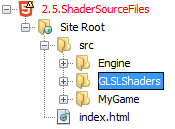 2.5.ShaderSourceFiles
Site Root
src
Engine
GLSLShaders
MyGame
index.html